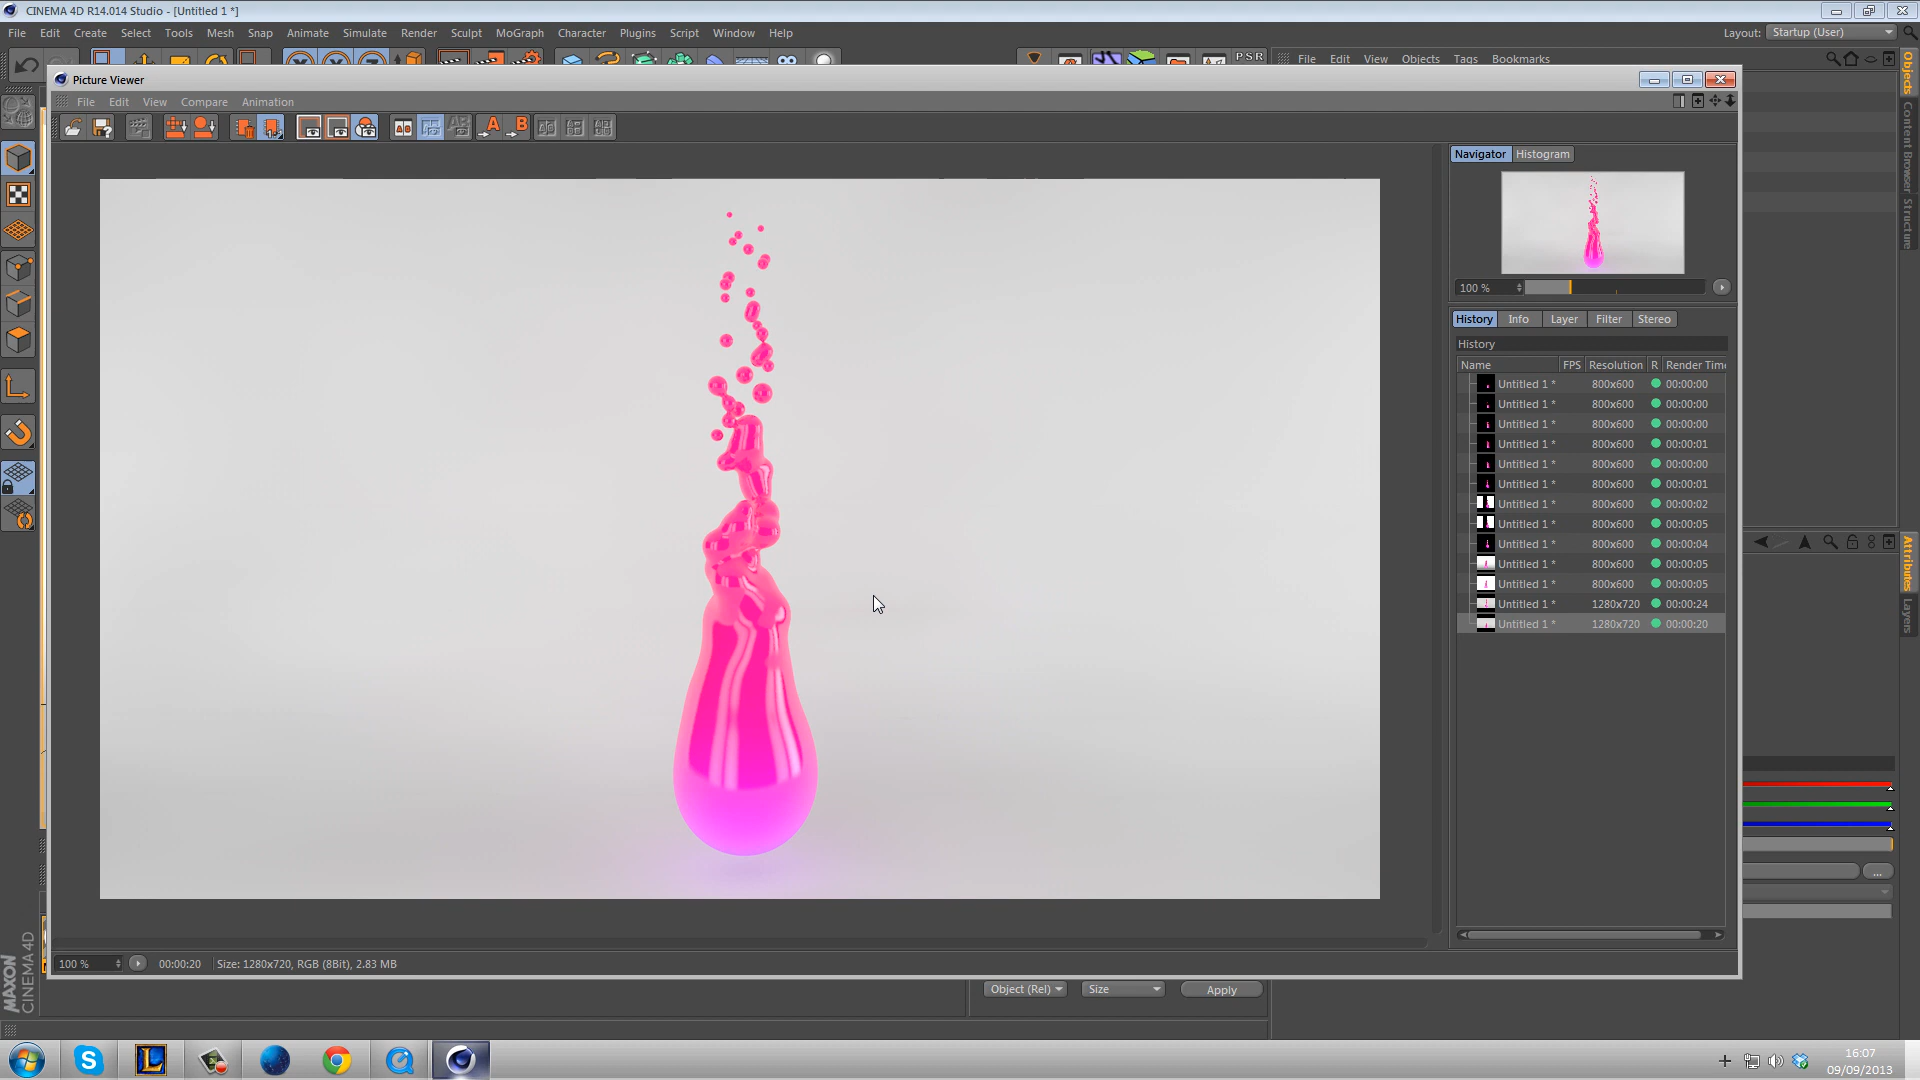 CINEMA 4D R14.014 Studio - [Untitled 1 *]
File Edit Create Select Tools Mesh Snap Animate Simulate Render Sculpt MoGraph Character Plugins Script Window Help
Layout: Startup (User)
PSR
File Edit View Objects Tags Bookmarks
Picture Viewer
File Edit View Compare Animation
A B
AB
Navigator Histogram
100 %
History Info Layer Filter Stereo
History
Name FPS Resolution R Render Time
Untitled 1 * 800x600 00:00:00
Untitled 1 * 800x600 00:00:00
Untitled 1 * 800x600 00:00:00
Untitled 1 * 800x600 00:00:01
Untitled 1 * 800x600 00:00:00
Untitled 1 * 800x600 00:00:01
Untitled 1 * 800x600 00:00:02
Untitled 1 * 800x600 00:00:05
Untitled 1 * 800x600 00:00:04
Untitled 1 * 800x600 00:00:05
Untitled 1 * 800x600 00:00:05
Untitled 1 * 1280x720 00:00:24
Untitled 1 * 1280x720 00:00:20
Objects
Content Browser
Structure
Attributes
Layers
...
100 % 00:00:20 Size: 1280x720, RGB (8Bit), 2.83 MB
Object (Rel) Size Apply
MAXON
CINEMA 4D
S
L
16:07
09/09/2013